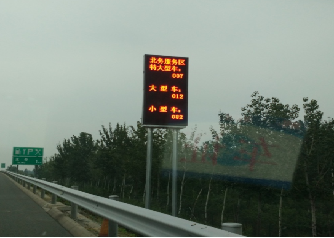 北务服务区
特大型车:
007
大 型 车:
012
小 型 车: